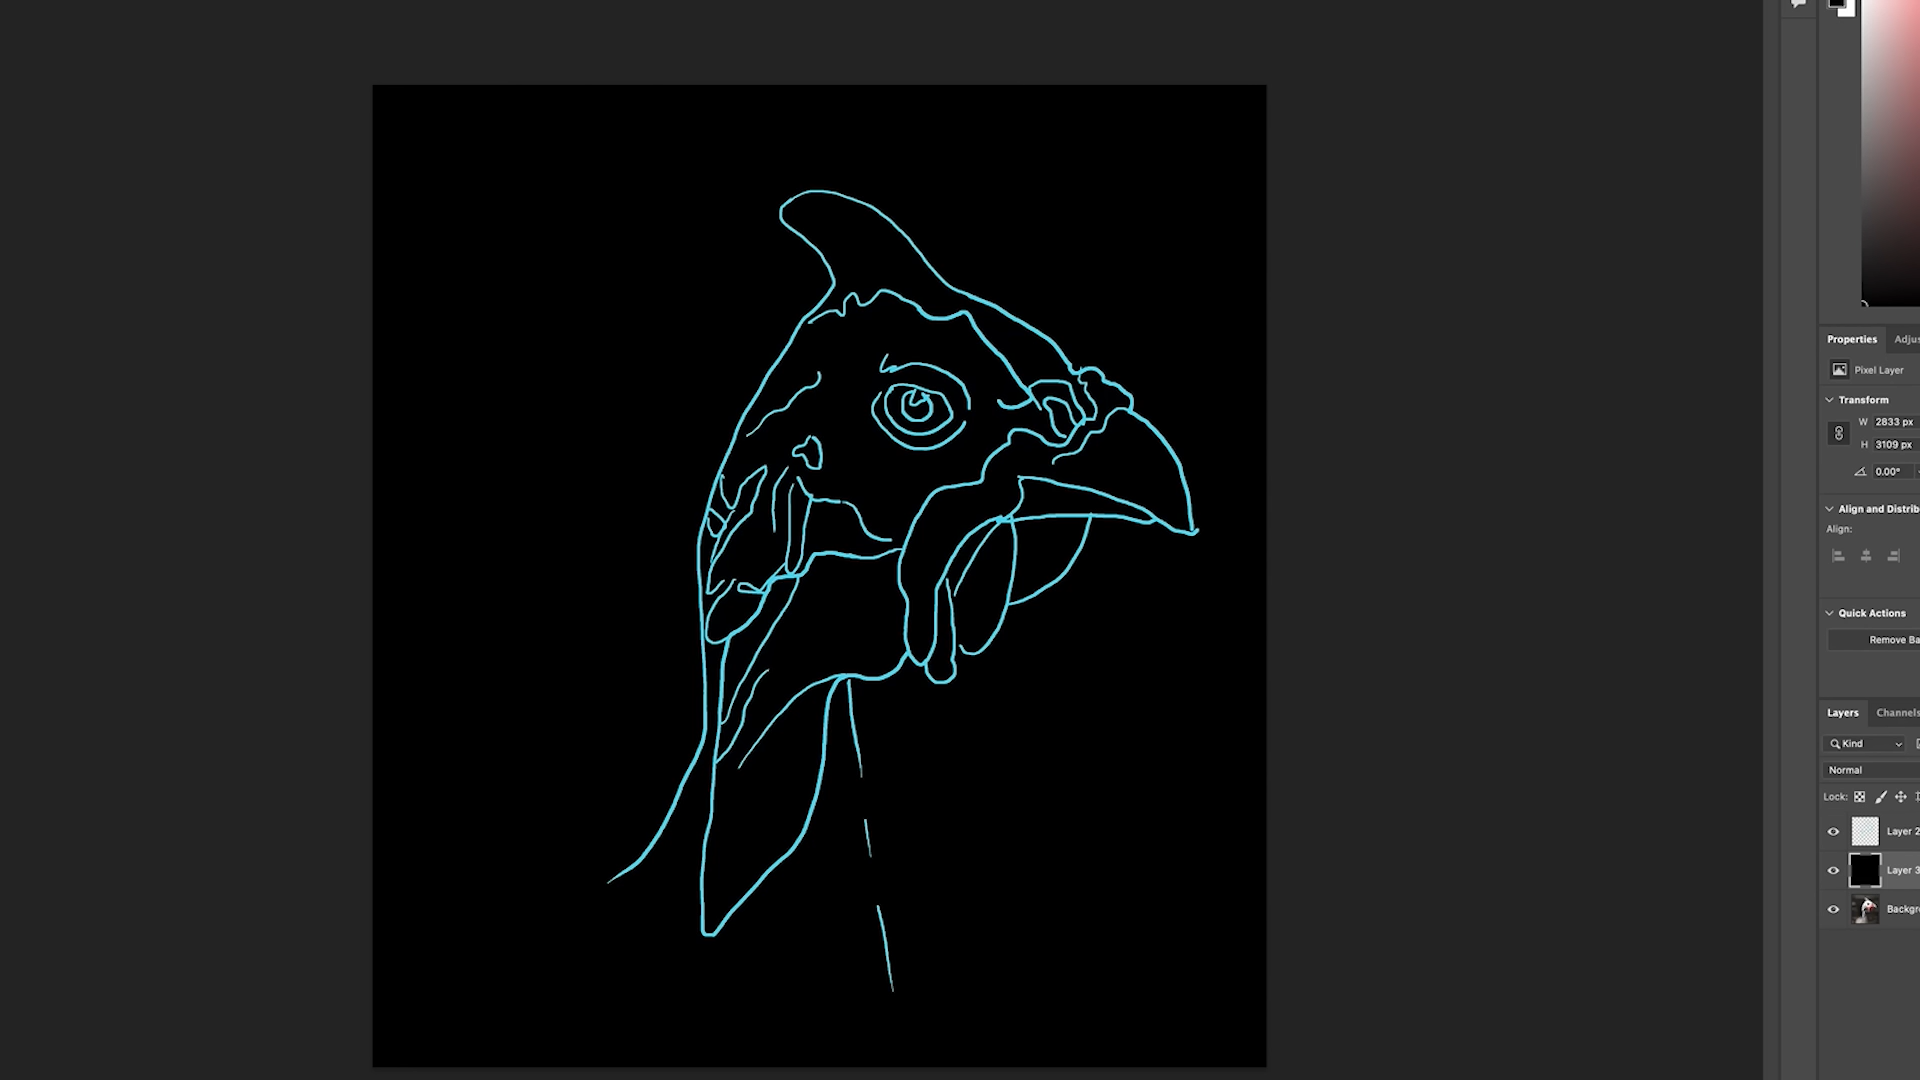 Properties Adjus
Pixel Layer
Transform
W 2833 px
H 3109 px
0.00°
Align and Distrib
Align:
Quick Actions
Remove Ba
Layers Channels
Kind
Normal
Lock:
Layer 2
Layer 3
Backgr